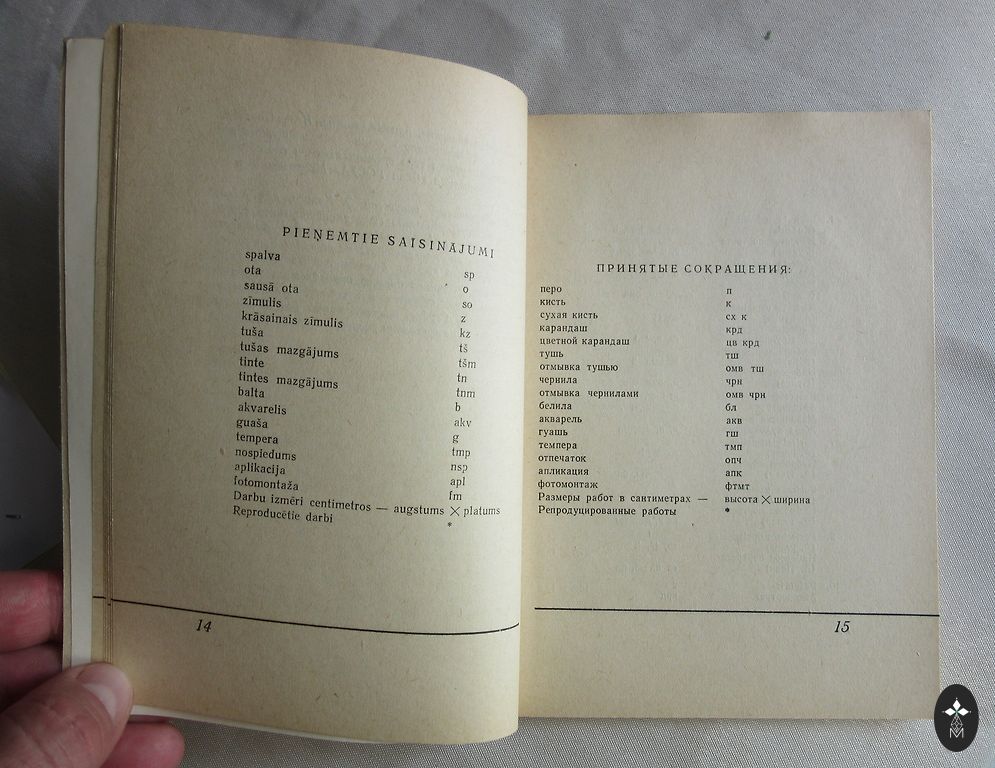 PIEŅEMTIE SAISINĀJUMI
spalva sp
ota o
sausā ota so
zīmulis z
krāsainais zīmulis kz
tuša tš
tušas mazgājums tšm
tinte tn
tintes mazgājums tnm
balta b
akvarelis akv
guaša g
tempera tmp
nospiedums nsp
aplikacija apl
fotomontaža fm
Darbu izmēri centimetros — augstums × platums
Reproducētie darbi *
14
ПРИНЯТЫЕ СОКРАЩЕНИЯ:
перо п
кисть к
сухая кисть сх к
карандаш крд
цветной карандаш цв крд
тушь тш
отмывка тушью омв тш
чернила чрн
отмывка чернилами омв чрн
белила бл
акварель акв
гуашь гш
темпера тмп
отпечаток опч
апликация апк
фотомонтаж фтмт
Размеры работ в сантиметрах — высота × ширина
Репродуцированные работы *
15
M